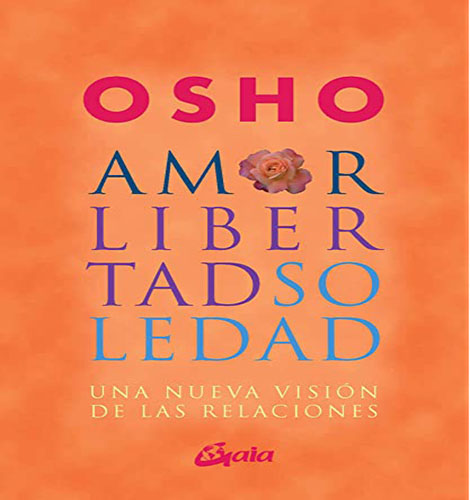 OSHO
AMOR
LIBER
TADSO
LEDAD
UNA NUEVA VISIÓN
DE LAS RELACIONES
Gaia